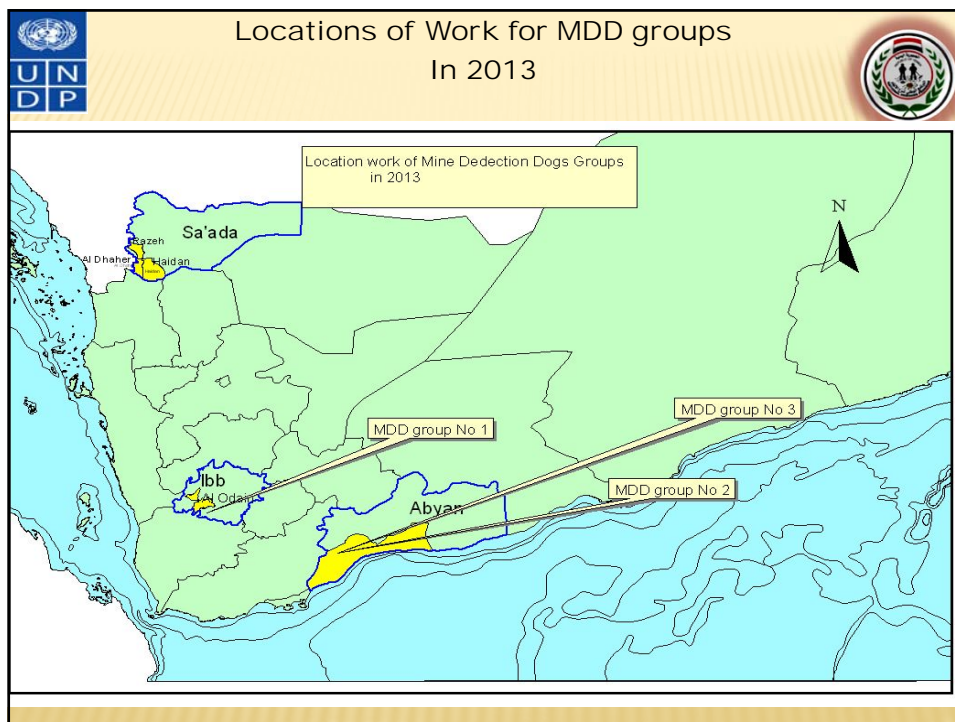 Locations of Work for MDD groups
In 2013
U N
D P
Location work of Mine Dedection Dogs Groups
in 2013
N
Sa'ada
Razeh
Al Dhaher
Haidan
MDD group No 3
MDD group No 1
MDD group No 2
Ibb
Al Odain
Abyan